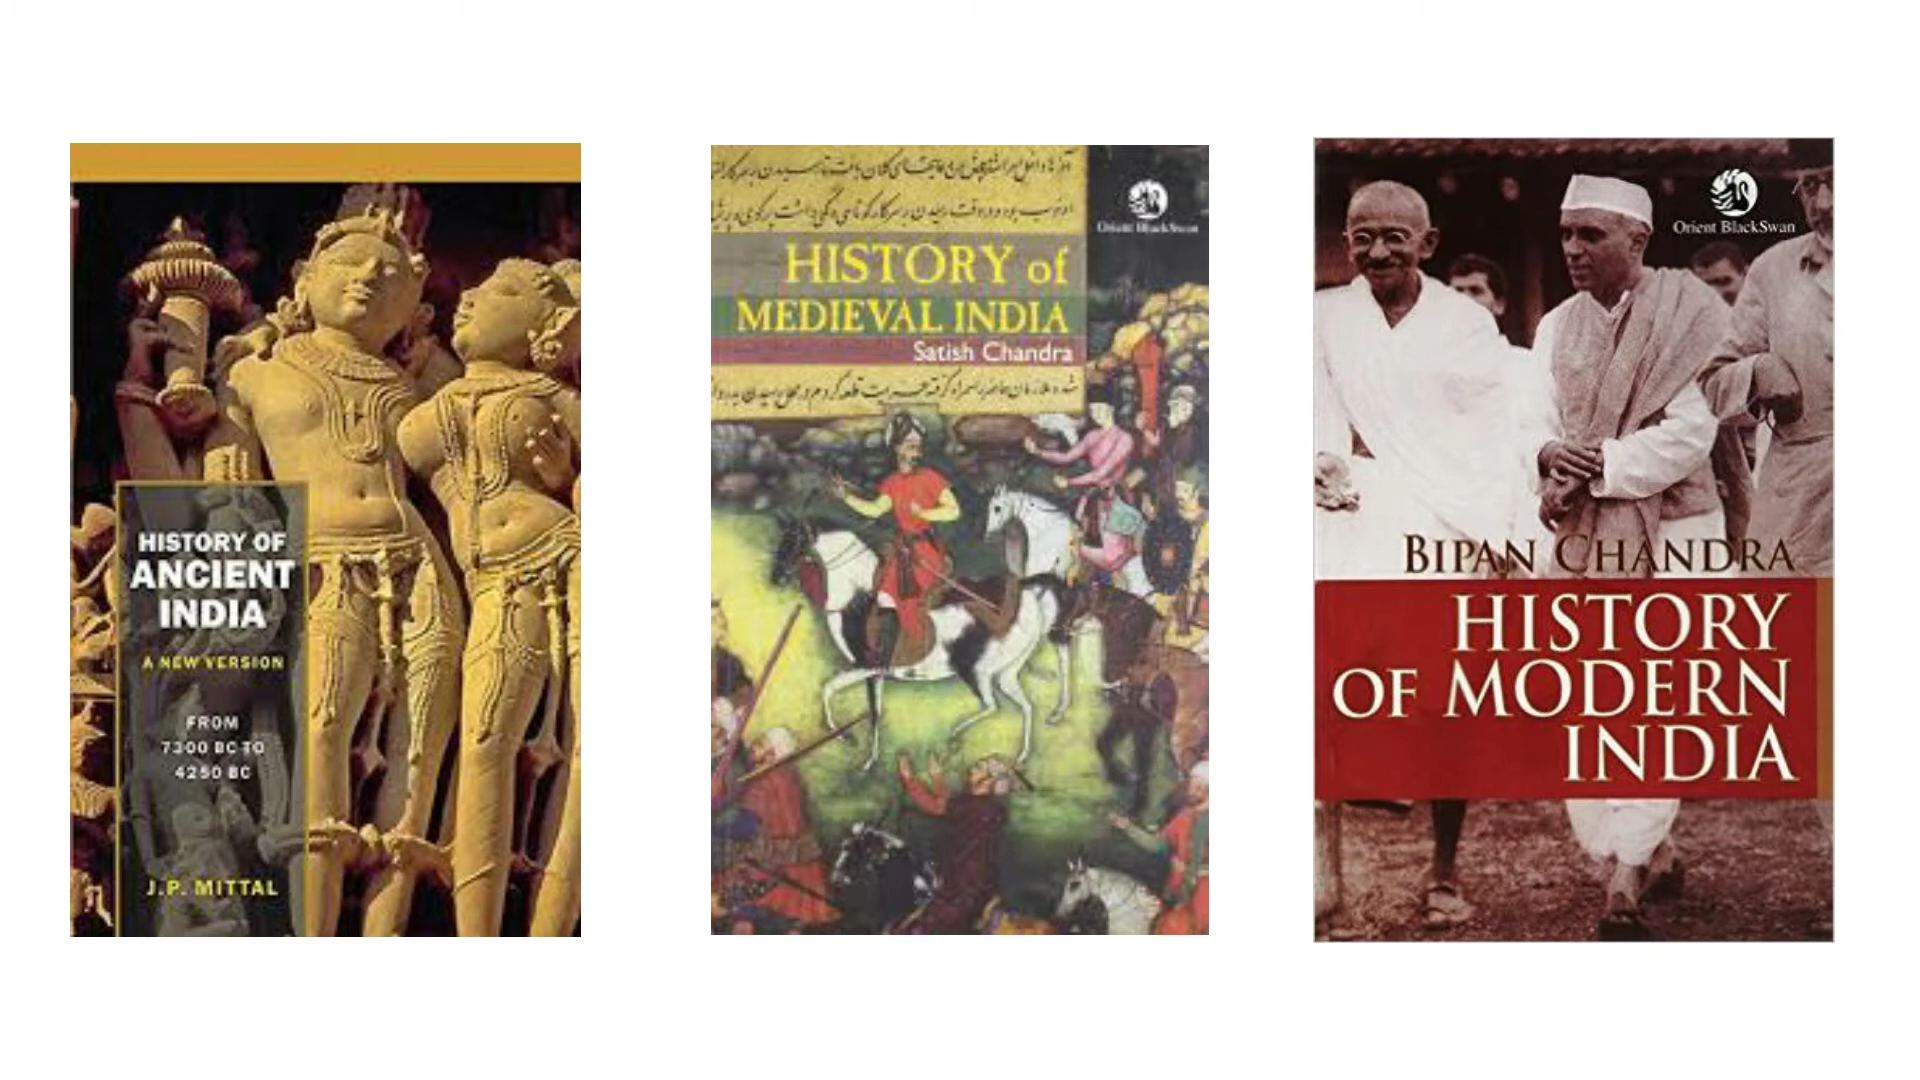 HISTORY OF
ANCIENT
INDIA
A NEW VERSION
FROM
7300 BC TO
4250 BC
J.P. MITTAL
Orient BlackSwan
HISTORY of
MEDIEVAL INDIA
Satish Chandra
Orient BlackSwan
BIPAN CHANDRA
HISTORY
OF MODERN
INDIA